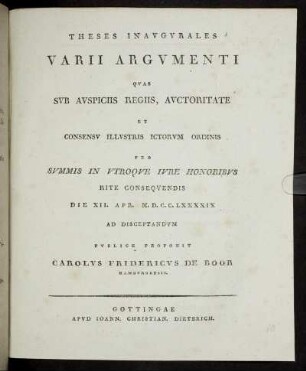 THESES INAVGVRALES
VARII ARGVMENTI
QVAS
SVB AVSPICIIS REGIIS, AVCTORITATE
ET
CONSENSV ILLVSTRIS ICTORVM ORDINIS
PRO
SVMMIS IN VTROQVE IVRE HONORIBVS
RITE CONSEQVENDIS
DIE XII. APR. M.D.C.C.LXXXXIX
AD DISCEPTANDVM
PVBLICE PROPONIT
CAROLVS FRIDERICVS DE BOOR
HAMBVRGENSIS.
GOTTINGAE
APVD IOANN. CHRISTIAN. DIETERICH.